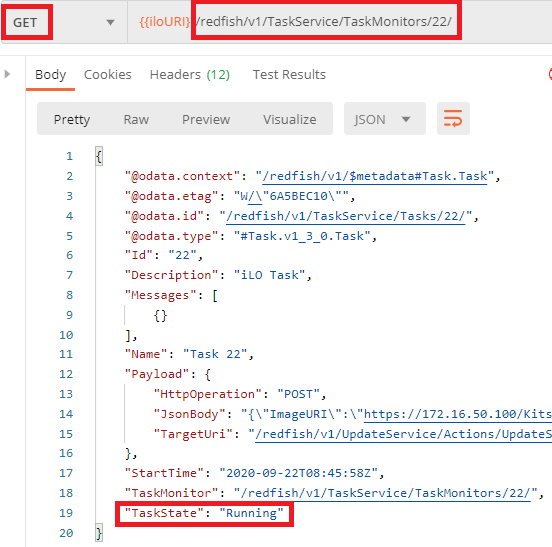 GET {{iloURI}}/redfish/v1/TaskService/TaskMonitors/22/
Body Cookies Headers (12) Test Results
Pretty Raw Preview Visualize JSON
1 {
2 "@odata.context": "/redfish/v1/$metadata#Task.Task",
3 "@odata.etag": "W/\"6A5BEC10\"",
4 "@odata.id": "/redfish/v1/TaskService/Tasks/22/",
5 "@odata.type": "#Task.v1_3_0.Task",
6 "Id": "22",
7 "Description": "iLO Task",
8 "Messages": [
9 {}
10 ],
11 "Name": "Task 22",
12 "Payload": {
13 "HttpOperation": "POST",
14 "JsonBody": "{\"ImageURI\":\"https://172.16.50.100/Kits
15 "TargetUri": "/redfish/v1/UpdateService/Actions/UpdateS
16 },
17 "StartTime": "2020-09-22T08:45:58Z",
18 "TaskMonitor": "/redfish/v1/TaskService/TaskMonitors/22/",
19 "TaskState": "Running"
20 }